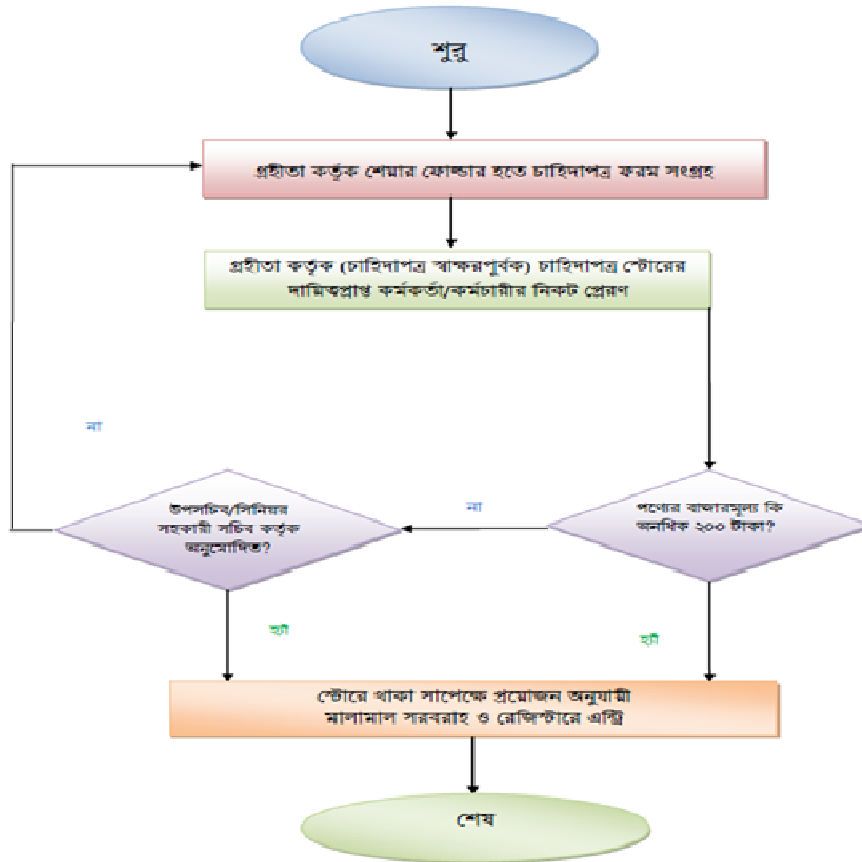 শুরু
গ্রহীতা কর্তৃক শেয়ার ফোল্ডার হতে চাহিদাপত্র ফরম সংগ্রহ
গ্রহীতা কর্তৃক (চাহিদাপত্র স্বাক্ষরপূর্বক) চাহিদাপত্র স্টোরের
দায়িত্বপ্রাপ্ত কর্মকর্তা/কর্মচারীর নিকট প্রেরণ
না
উপসচিব/সিনিয়র
সহকারী সচিব কর্তৃক
অনুমোদিত?
না
পণ্যের বাজারমূল্য কি
অনধিক ২০০ টাকা?
হ্যাঁ
হ্যাঁ
স্টোরে থাকা সাপেক্ষে প্রয়োজন অনুযায়ী
মালামাল সরবরাহ ও রেজিস্টারে এন্ট্রি
শেষ